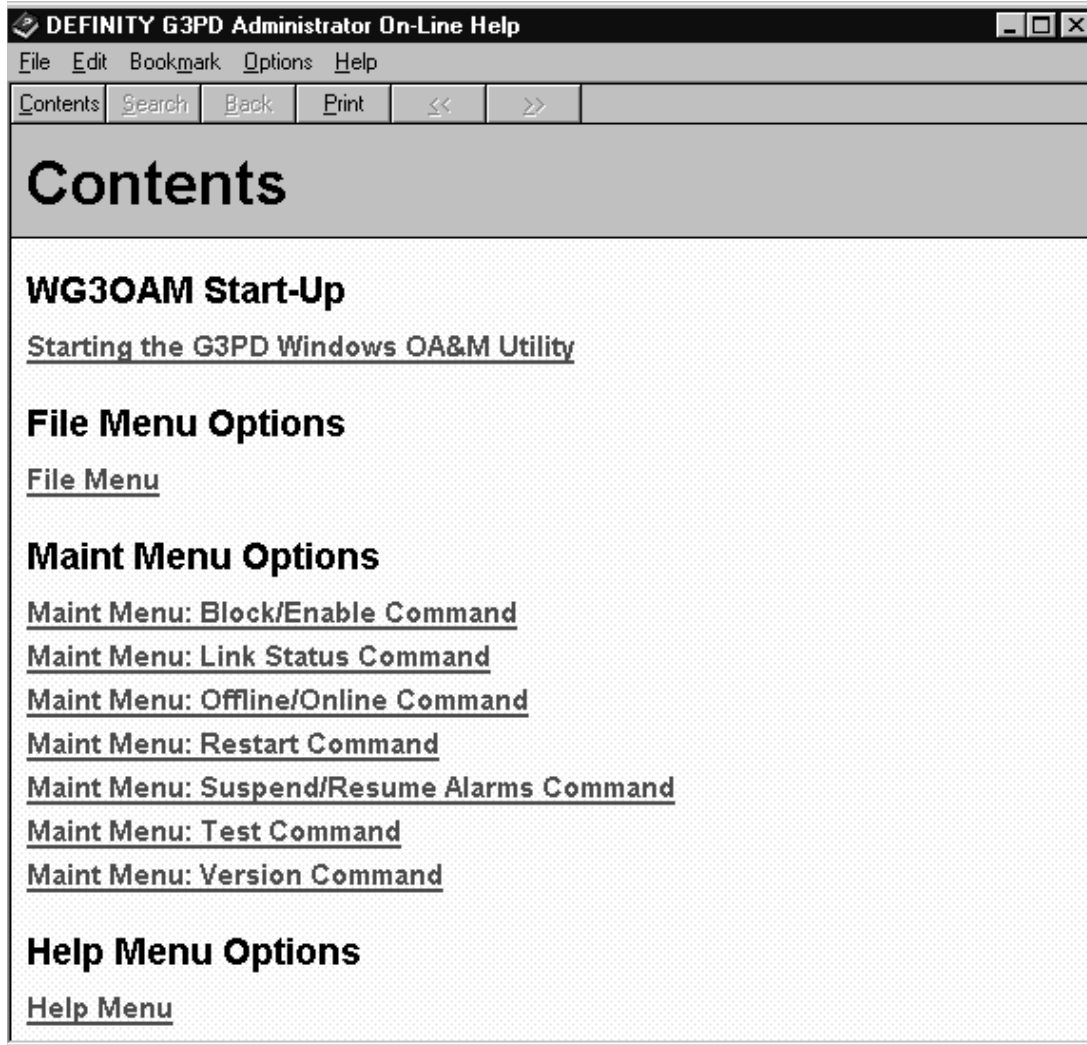 DEFINITY G3PD Administrator On-Line Help
File Edit Bookmark Options Help
Contents Search Back Print << >>
Contents
WG3OAM Start-Up
Starting the G3PD Windows OA&M Utility
File Menu Options
File Menu
Maint Menu Options
Maint Menu: Block/Enable Command
Maint Menu: Link Status Command
Maint Menu: Offline/Online Command
Maint Menu: Restart Command
Maint Menu: Suspend/Resume Alarms Command
Maint Menu: Test Command
Maint Menu: Version Command
Help Menu Options
Help Menu